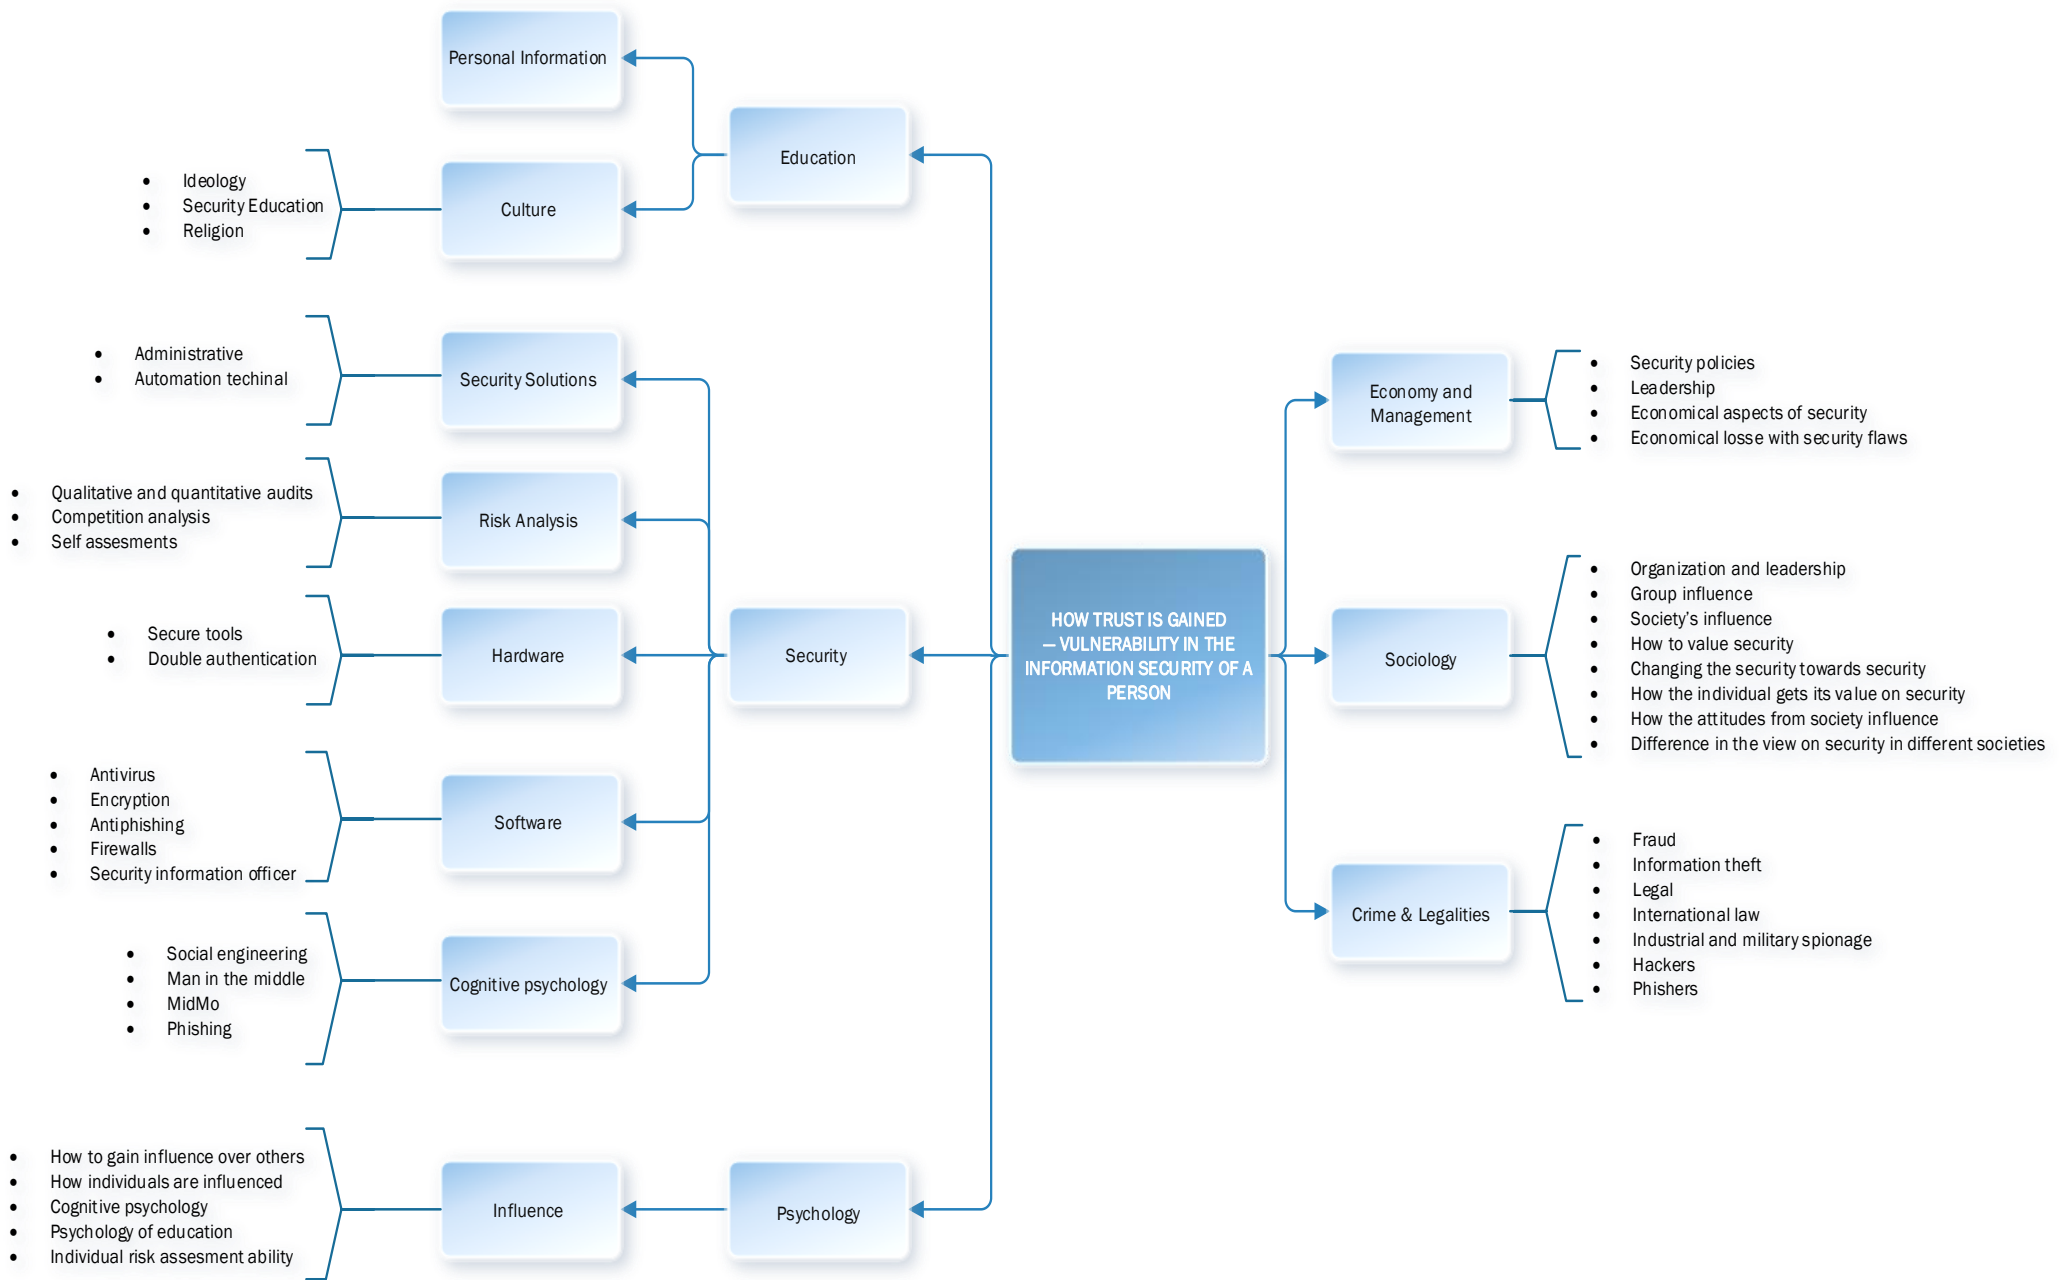 Personal Information
Education
Culture
• Ideology
• Security Education
• Religion
Security Solutions
• Administrative
• Automation techinal
Risk Analysis
• Qualitative and quantitative audits
• Competition analysis
• Self assesments
Hardware
• Secure tools
• Double authentication
Security
Software
• Antivirus
• Encryption
• Antiphishing
• Firewalls
• Security information officer
Cognitive psychology
• Social engineering
• Man in the middle
• MidMo
• Phishing
Influence
• How to gain influence over others
• How individuals are influenced
• Cognitive psychology
• Psychology of education
• Individual risk assesment ability
Psychology
HOW TRUST IS GAINED
— VULNERABILITY IN THE
INFORMATION SECURITY OF A
PERSON
Economy and
Management
• Security policies
• Leadership
• Economical aspects of security
• Economical losse with security flaws
Sociology
• Organization and leadership
• Group influence
• Society’s influence
• How to value security
• Changing the security towards security
• How the individual gets its value on security
• How the attitudes from society influence
• Difference in the view on security in different societies
Crime & Legalities
• Fraud
• Information theft
• Legal
• International law
• Industrial and military spionage
• Hackers
• Phishers